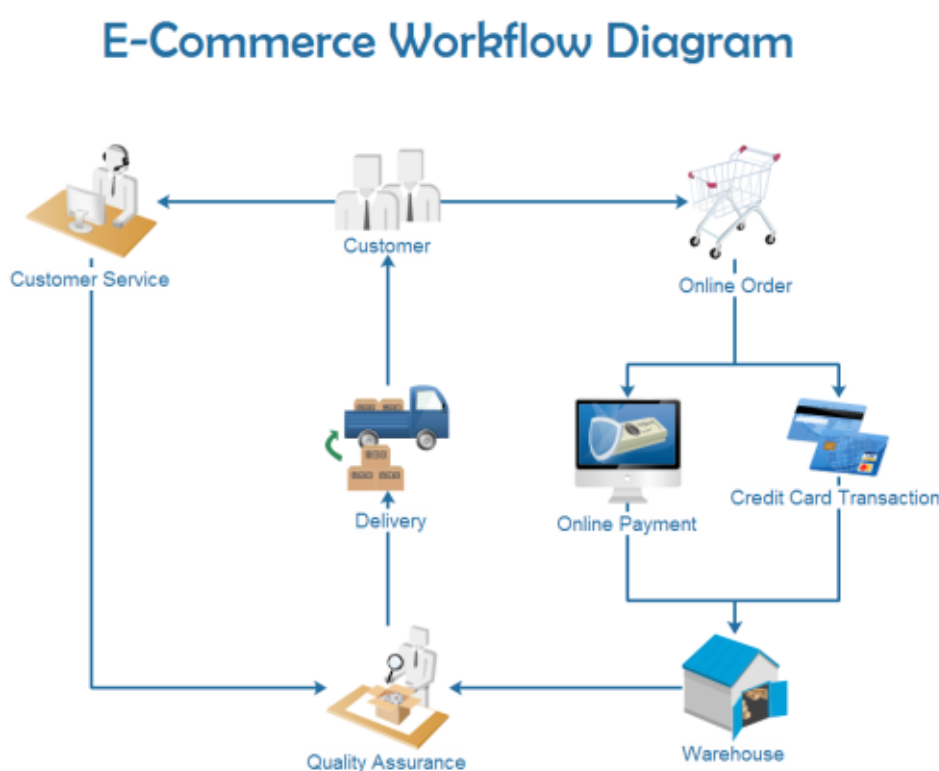 E-Commerce Workflow Diagram
Customer
Customer Service
Online Order
Credit Card Transaction
Delivery
Online Payment
Quality Assurance
Warehouse